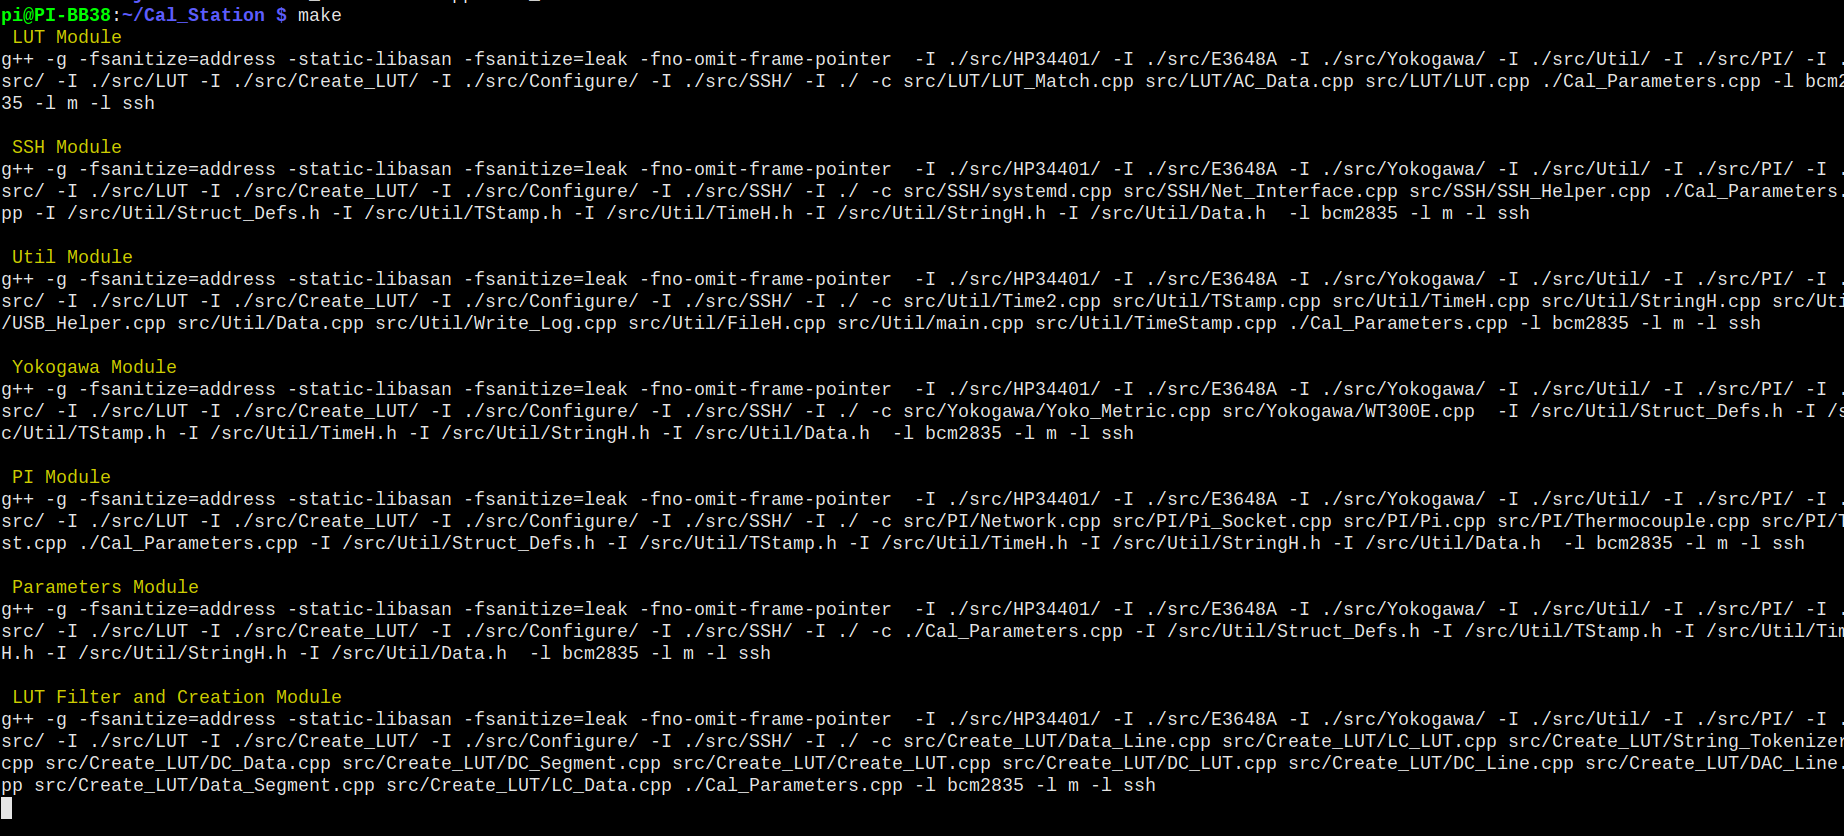 pi@PI-BB38:~/Cal_Station $ make
LUT Module
g++ -g -fsanitize=address -static-libasan -fsanitize=leak -fno-omit-frame-pointer  -I ./src/HP34401/ -I ./src/E3648A -I ./src/Yokogawa/ -I ./src/Util/ -I ./src/PI/ -I .
src/ -I ./src/LUT -I ./src/Create_LUT/ -I ./src/Configure/ -I ./src/SSH/ -I ./ -c src/LUT/LUT_Match.cpp src/LUT/AC_Data.cpp src/LUT/LUT.cpp ./Cal_Parameters.cpp -l bcm2
35 -l m -l ssh
SSH Module
g++ -g -fsanitize=address -static-libasan -fsanitize=leak -fno-omit-frame-pointer  -I ./src/HP34401/ -I ./src/E3648A -I ./src/Yokogawa/ -I ./src/Util/ -I ./src/PI/ -I .
src/ -I ./src/LUT -I ./src/Create_LUT/ -I ./src/Configure/ -I ./src/SSH/ -I ./ -c src/SSH/systemd.cpp src/SSH/Net_Interface.cpp src/SSH/SSH_Helper.cpp ./Cal_Parameters.
pp -I /src/Util/Struct_Defs.h -I /src/Util/TStamp.h -I /src/Util/TimeH.h -I /src/Util/StringH.h -I /src/Util/Data.h  -l bcm2835 -l m -l ssh
Util Module
g++ -g -fsanitize=address -static-libasan -fsanitize=leak -fno-omit-frame-pointer  -I ./src/HP34401/ -I ./src/E3648A -I ./src/Yokogawa/ -I ./src/Util/ -I ./src/PI/ -I .
src/ -I ./src/LUT -I ./src/Create_LUT/ -I ./src/Configure/ -I ./src/SSH/ -I ./ -c src/Util/Time2.cpp src/Util/TStamp.cpp src/Util/TimeH.cpp src/Util/StringH.cpp src/Uti
/USB_Helper.cpp src/Util/Data.cpp src/Util/Write_Log.cpp src/Util/FileH.cpp src/Util/main.cpp src/Util/TimeStamp.cpp ./Cal_Parameters.cpp -l bcm2835 -l m -l ssh
Yokogawa Module
g++ -g -fsanitize=address -static-libasan -fsanitize=leak -fno-omit-frame-pointer  -I ./src/HP34401/ -I ./src/E3648A -I ./src/Yokogawa/ -I ./src/Util/ -I ./src/PI/ -I .
src/ -I ./src/LUT -I ./src/Create_LUT/ -I ./src/Configure/ -I ./src/SSH/ -I ./ -c src/Yokogawa/Yoko_Metric.cpp src/Yokogawa/WT300E.cpp  -I /src/Util/Struct_Defs.h -I /s
c/Util/TStamp.h -I /src/Util/TimeH.h -I /src/Util/StringH.h -I /src/Util/Data.h  -l bcm2835 -l m -l ssh
PI Module
g++ -g -fsanitize=address -static-libasan -fsanitize=leak -fno-omit-frame-pointer  -I ./src/HP34401/ -I ./src/E3648A -I ./src/Yokogawa/ -I ./src/Util/ -I ./src/PI/ -I .
src/ -I ./src/LUT -I ./src/Create_LUT/ -I ./src/Configure/ -I ./src/SSH/ -I ./ -c src/PI/Network.cpp src/PI/Pi_Socket.cpp src/PI/Pi.cpp src/PI/Thermocouple.cpp src/PI/T
st.cpp ./Cal_Parameters.cpp -I /src/Util/Struct_Defs.h -I /src/Util/TStamp.h -I /src/Util/TimeH.h -I /src/Util/StringH.h -I /src/Util/Data.h  -l bcm2835 -l m -l ssh
Parameters Module
g++ -g -fsanitize=address -static-libasan -fsanitize=leak -fno-omit-frame-pointer  -I ./src/HP34401/ -I ./src/E3648A -I ./src/Yokogawa/ -I ./src/Util/ -I ./src/PI/ -I .
src/ -I ./src/LUT -I ./src/Create_LUT/ -I ./src/Configure/ -I ./src/SSH/ -I ./ -c ./Cal_Parameters.cpp -I /src/Util/Struct_Defs.h -I /src/Util/TStamp.h -I /src/Util/Tim
H.h -I /src/Util/StringH.h -I /src/Util/Data.h  -l bcm2835 -l m -l ssh
LUT Filter and Creation Module
g++ -g -fsanitize=address -static-libasan -fsanitize=leak -fno-omit-frame-pointer  -I ./src/HP34401/ -I ./src/E3648A -I ./src/Yokogawa/ -I ./src/Util/ -I ./src/PI/ -I .
src/ -I ./src/LUT -I ./src/Create_LUT/ -I ./src/Configure/ -I ./src/SSH/ -I ./ -c src/Create_LUT/Data_Line.cpp src/Create_LUT/LC_LUT.cpp src/Create_LUT/String_Tokenizer
cpp src/Create_LUT/DC_Data.cpp src/Create_LUT/DC_Segment.cpp src/Create_LUT/Create_LUT.cpp src/Create_LUT/DC_LUT.cpp src/Create_LUT/DC_Line.cpp src/Create_LUT/DAC_Line.
pp src/Create_LUT/Data_Segment.cpp src/Create_LUT/LC_Data.cpp ./Cal_Parameters.cpp -l bcm2835 -l m -l ssh